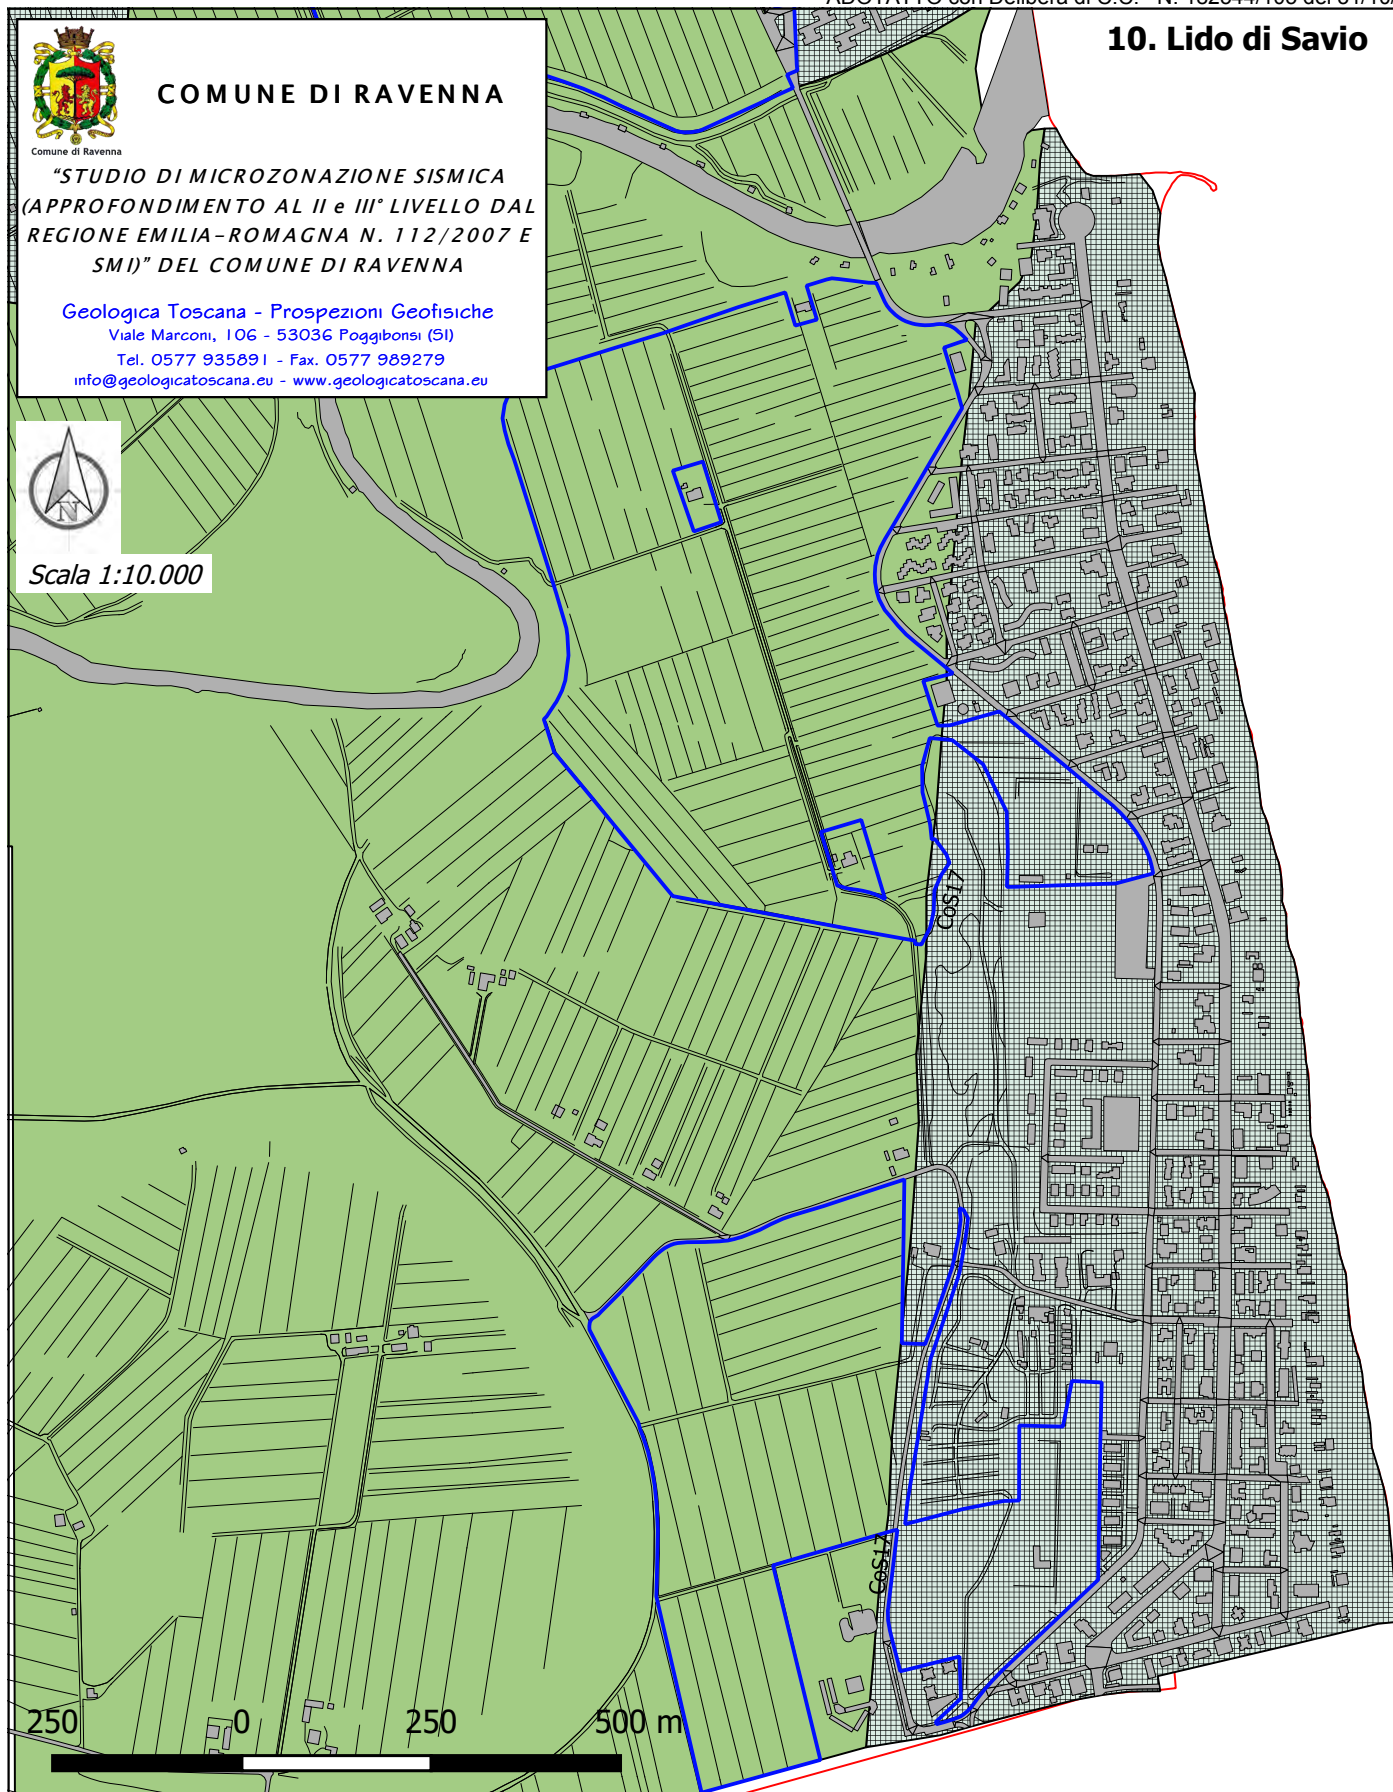 10. Lido di Savio
Comune di Ravenna
COMUNE DI RAVENNA
"STUDIO DI MICROZONAZIONE SISMICA
(APPROFONDIMENTO AL II e III° LIVELLO DAL
REGIONE EMILIA-ROMAGNA N. 112/2007 E
SMI)" DEL COMUNE DI RAVENNA
Geologica Toscana - Prospezioni Geofisiche
Viale Marconi, 106 - 53036 Poggibonsi (SI)
Tel. 0577 935891 - Fax. 0577 989279
info@geologicatoscana.eu - www.geologicatoscana.eu
N
Scala 1:10.000
CoS17
CoS17
250 0 250 500 m